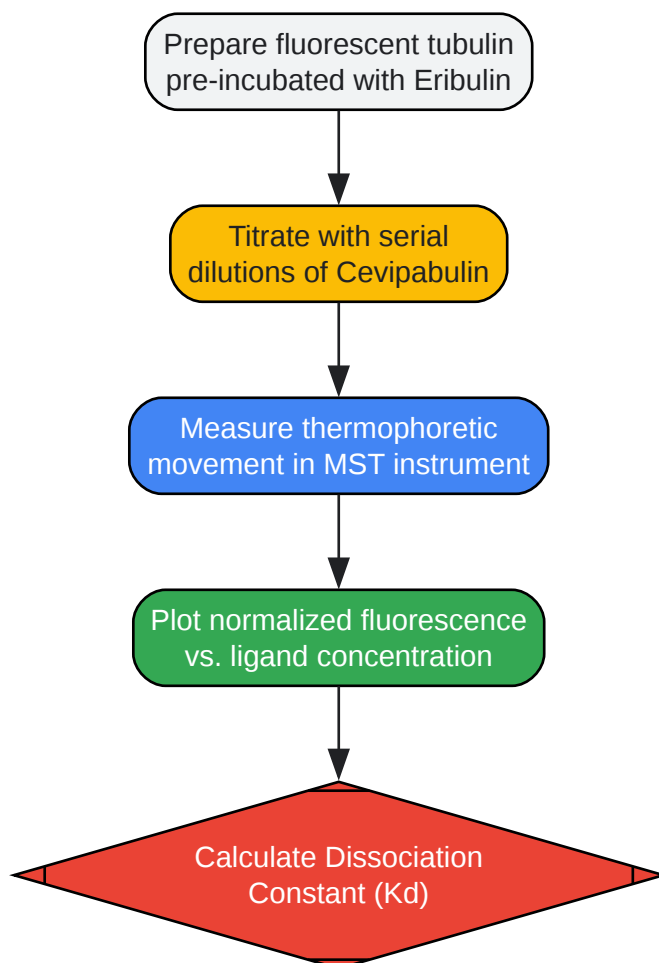 Prepare fluorescent tubulin
pre-incubated with Eribulin
Titrate with serial
dilutions of Cevipabulin
Measure thermophoretic
movement in MST instrument
Plot normalized fluorescence
vs. ligand concentration
Calculate Dissociation
Constant (Kd)